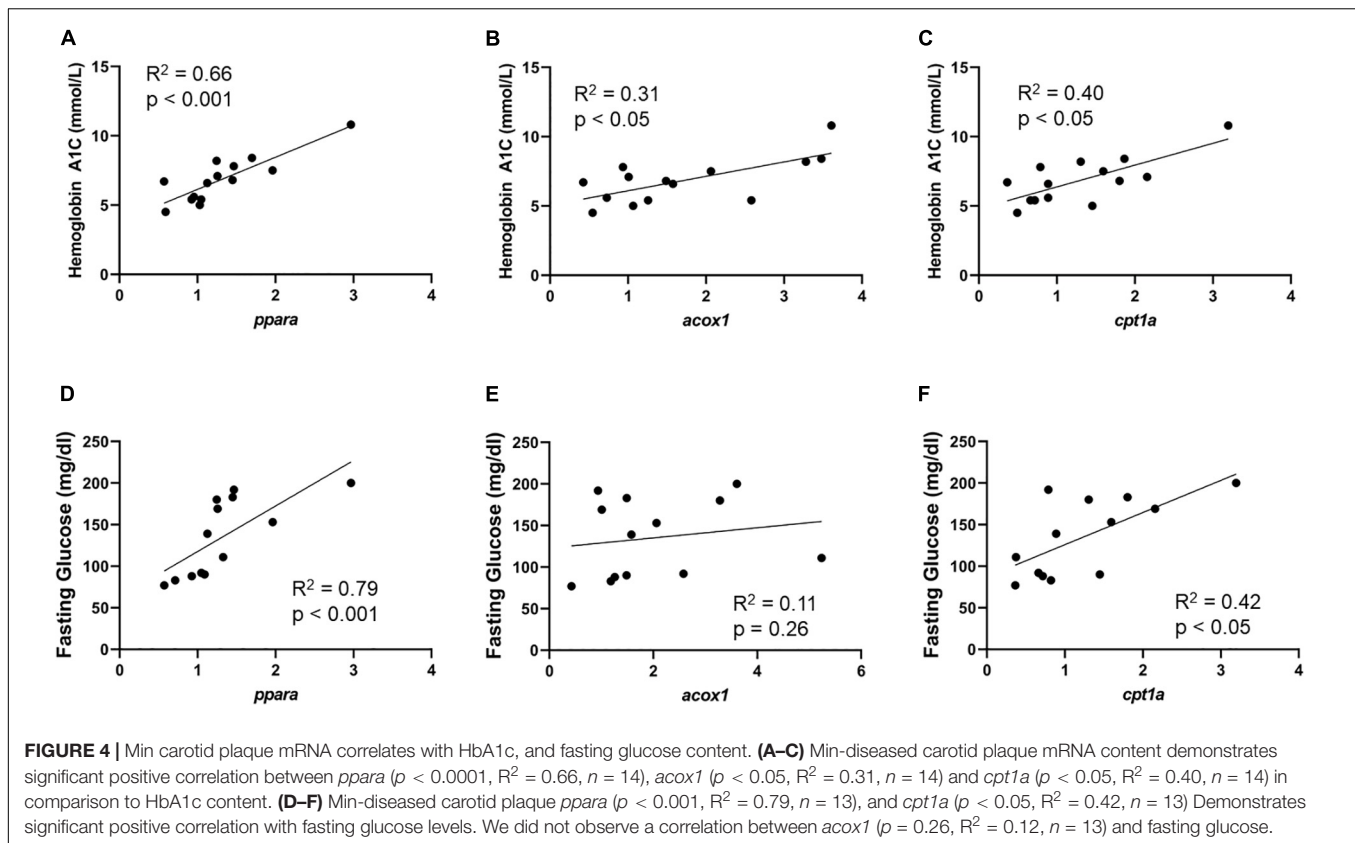 A
Hemoglobin A1C (mmol/L)
15
10
5
0
R² = 0.66
p < 0.001
0 1 2 3 4
ppara
B
Hemoglobin A1C (mmol/L)
15
10
5
0
R² = 0.31
p < 0.05
0 1 2 3 4
acox1
C
Hemoglobin A1C (mmol/L)
15
10
5
0
R² = 0.40
p < 0.05
0 1 2 3 4
cpt1a
D
Fasting Glucose (mg/dl)
250
200
150
100
50
0
R² = 0.79
p < 0.001
0 1 2 3 4
ppara
E
Fasting Glucose (mg/dl)
250
200
150
100
50
0
R² = 0.11
p = 0.26
0 2 4 6
acox1
F
Fasting Glucose (mg/dl)
250
200
150
100
50
0
R² = 0.42
p < 0.05
0 1 2 3 4
cpt1a
FIGURE 4 | Min carotid plaque mRNA correlates with HbA1c, and fasting glucose content. (A–C) Min-diseased carotid plaque mRNA content demonstrates
significant positive correlation between ppara (p < 0.0001, R² = 0.66, n = 14), acox1 (p < 0.05, R² = 0.31, n = 14) and cpt1a (p < 0.05, R² = 0.40, n = 14) in
comparison to HbA1c content. (D–F) Min-diseased carotid plaque ppara (p < 0.001, R² = 0.79, n = 13), and cpt1a (p < 0.05, R² = 0.42, n = 13) Demonstrates
significant positive correlation with fasting glucose levels. We did not observe a correlation between acox1 (p = 0.26, R² = 0.12, n = 13) and fasting glucose.